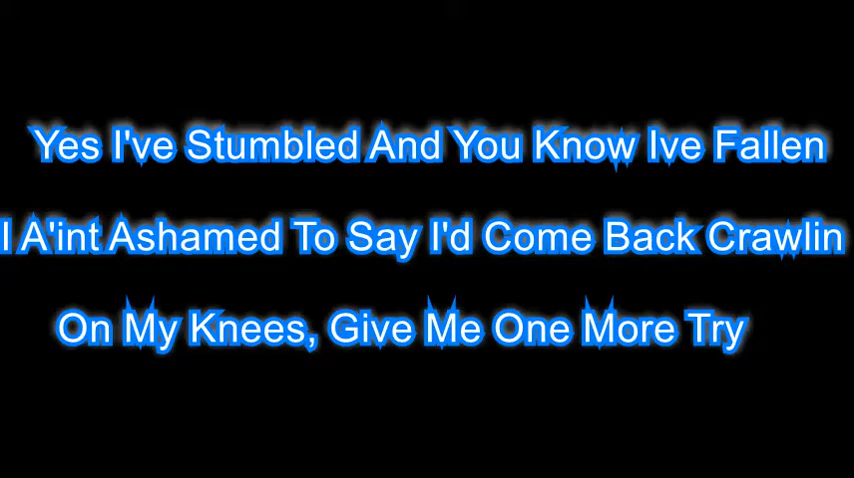 Yes I've Stumbled And You Know Ive Fallen
I A'int Ashamed To Say I'd Come Back Crawlin
On My Knees, Give Me One More Try